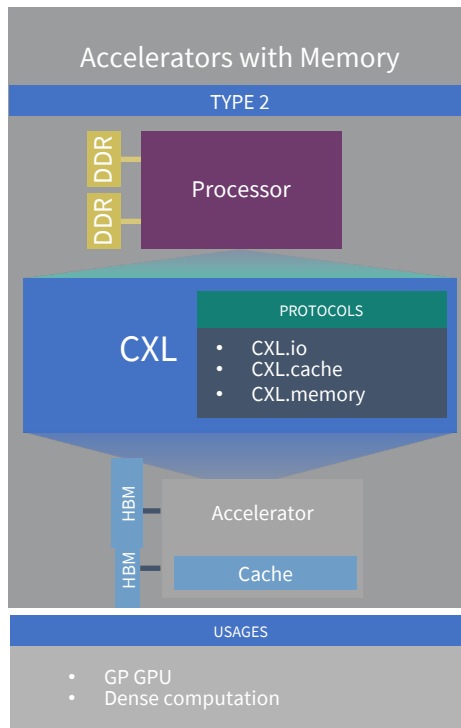 Accelerators with Memory
TYPE 2
DDR
DDR
Processor
CXL
PROTOCOLS
• CXL.io
• CXL.cache
• CXL.memory
HBM
HBM
Accelerator
Cache
USAGES
• GP GPU
• Dense computation